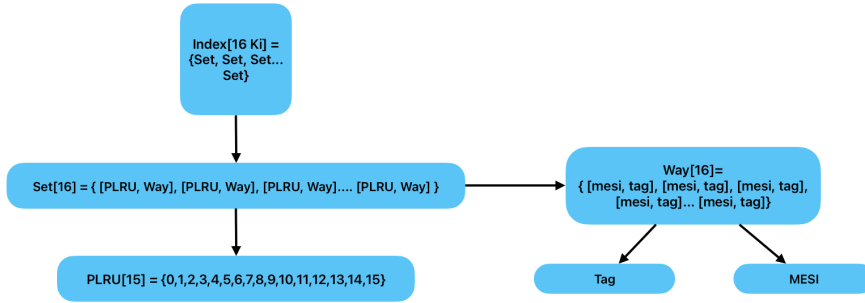 Index[16 Ki] =
{Set, Set, Set...
Set}
Set[16] = { [PLRU, Way], [PLRU, Way], [PLRU, Way].... [PLRU, Way] }
Way[16]=
{ [mesi, tag], [mesi, tag], [mesi, tag],
[mesi, tag]... [mesi, tag]}
PLRU[15] = {0,1,2,3,4,5,6,7,8,9,10,11,12,13,14,15}
Tag
MESI